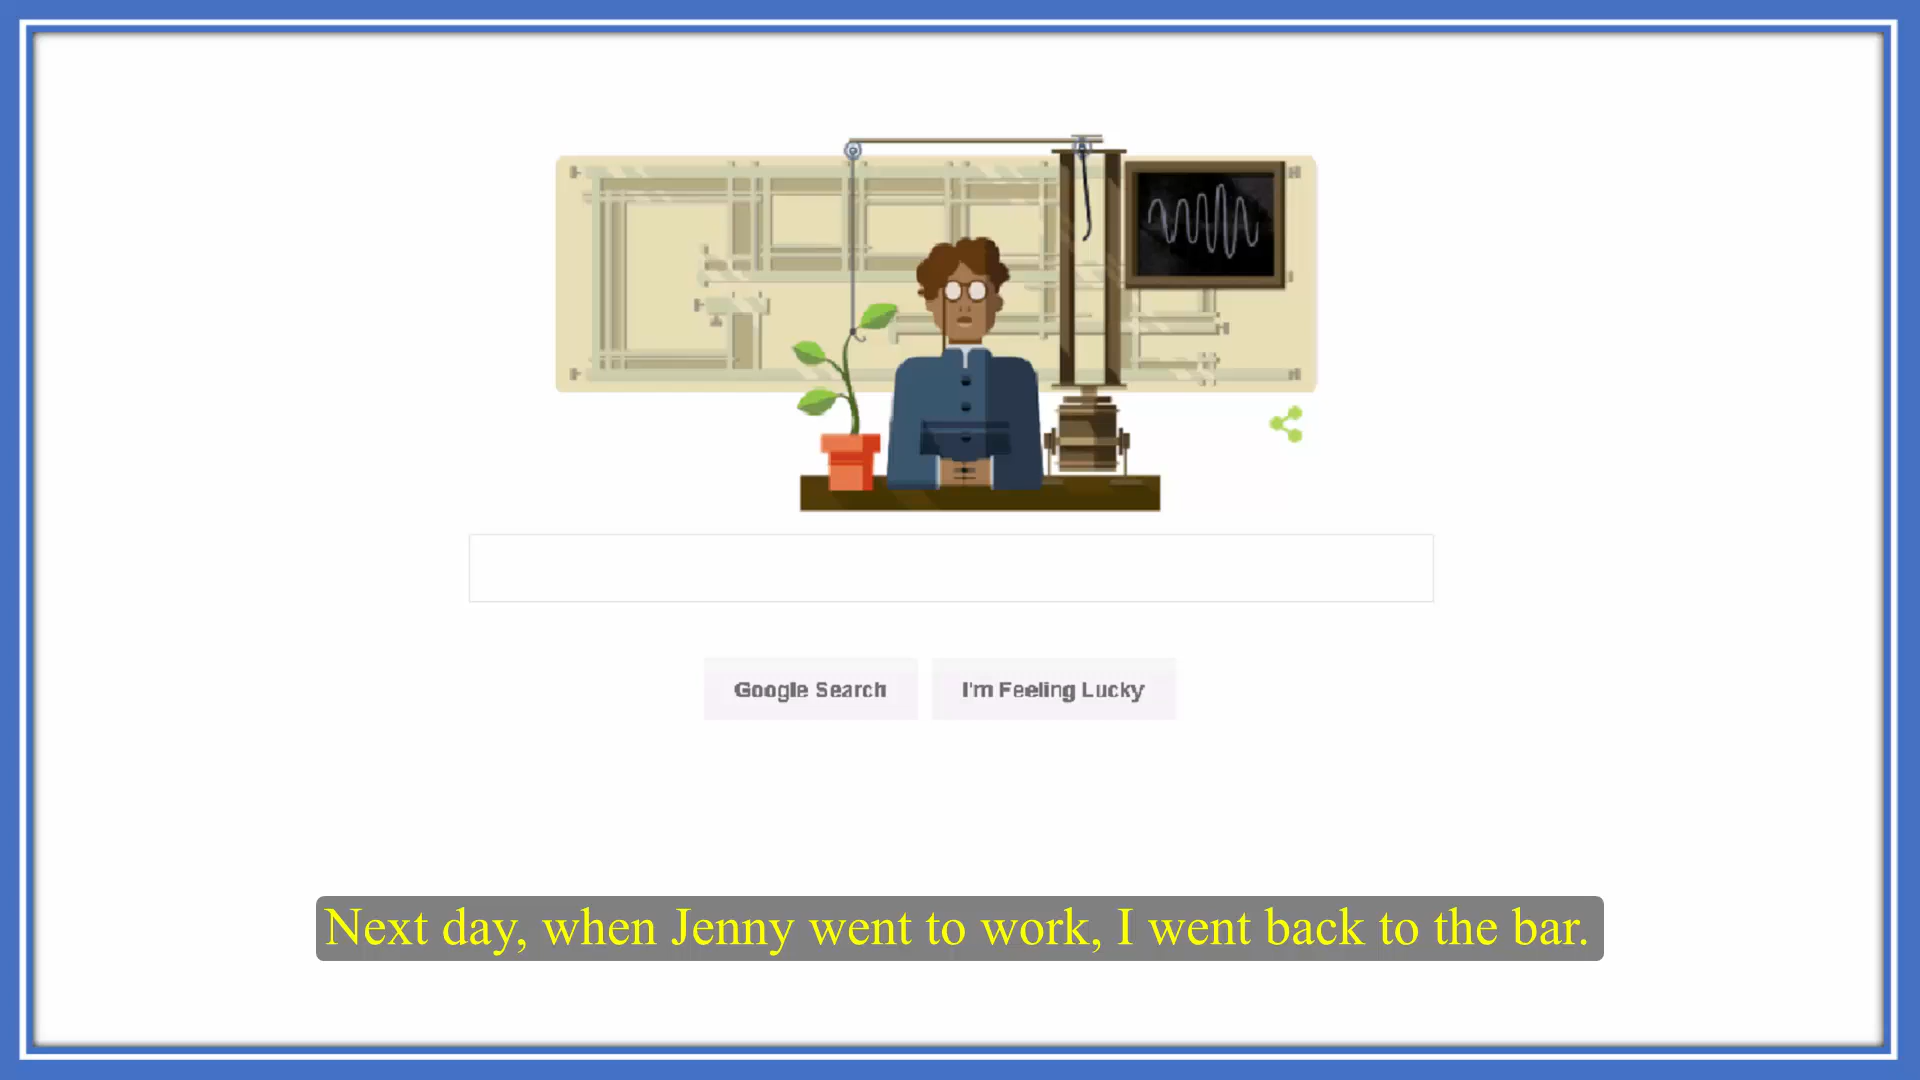 Google Search
I'm Feeling Lucky
Next day, when Jenny went to work, I went back to the bar.